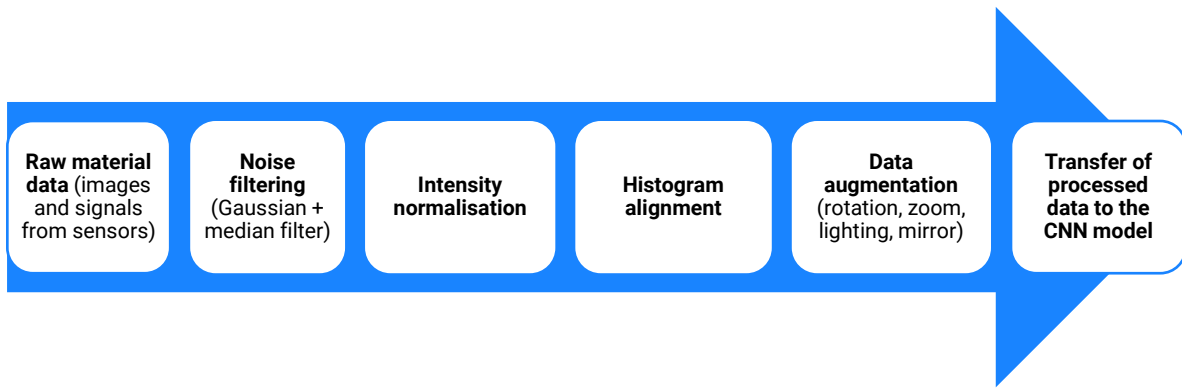 Raw material
data (images
and signals
from sensors)
Noise
filtering
(Gaussian +
median filter)
Intensity
normalisation
Histogram
alignment
Data
augmentation
(rotation, zoom,
lighting, mirror)
Transfer of
processed
data to the
CNN model